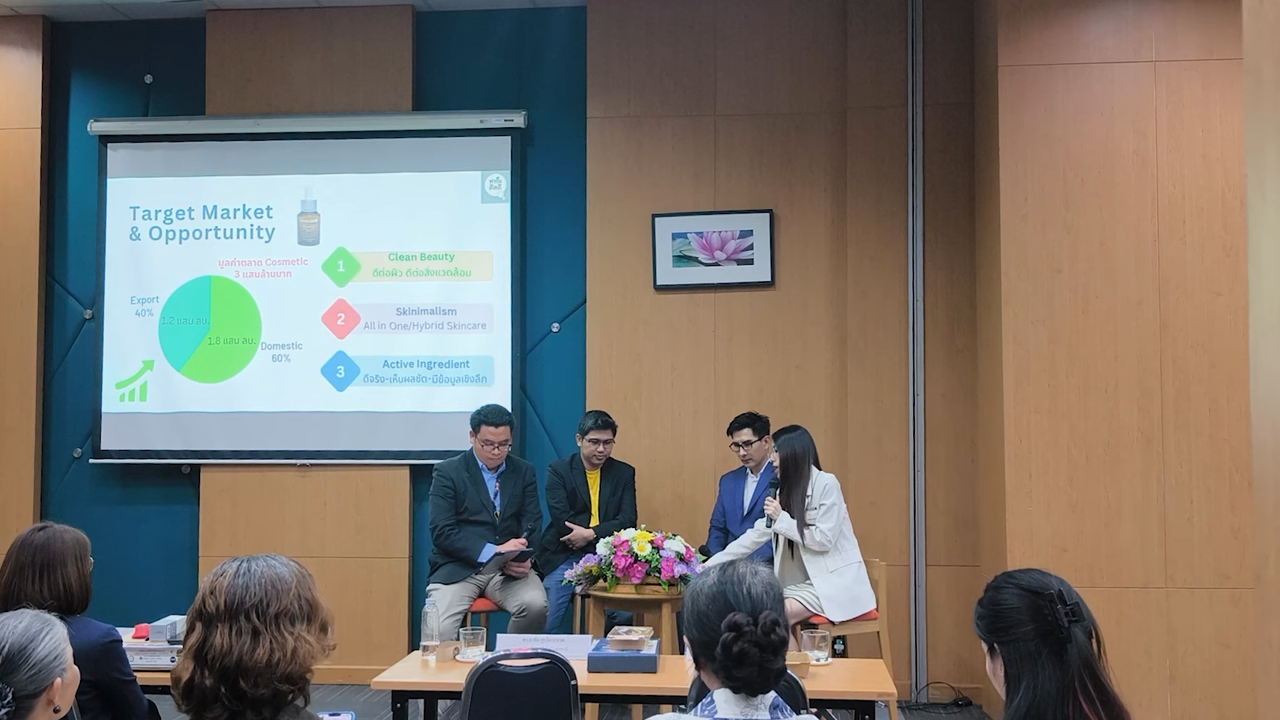 Target Market
& Opportunity
มูลค่าตลาด Cosmetic
3 แสนล้านบาท
Export
40%
1.2 แสน ลบ.
1.8 แสน ลบ.
Domestic
60%
1
Clean Beauty
ดีต่อผิว ดีต่อสิ่งแวดล้อม
2
Skinimalism
All in One/Hybrid Skincare
3
Active Ingredient
ดีจริง-เห็นผลชัด-มีข้อมูลเชิงลึก